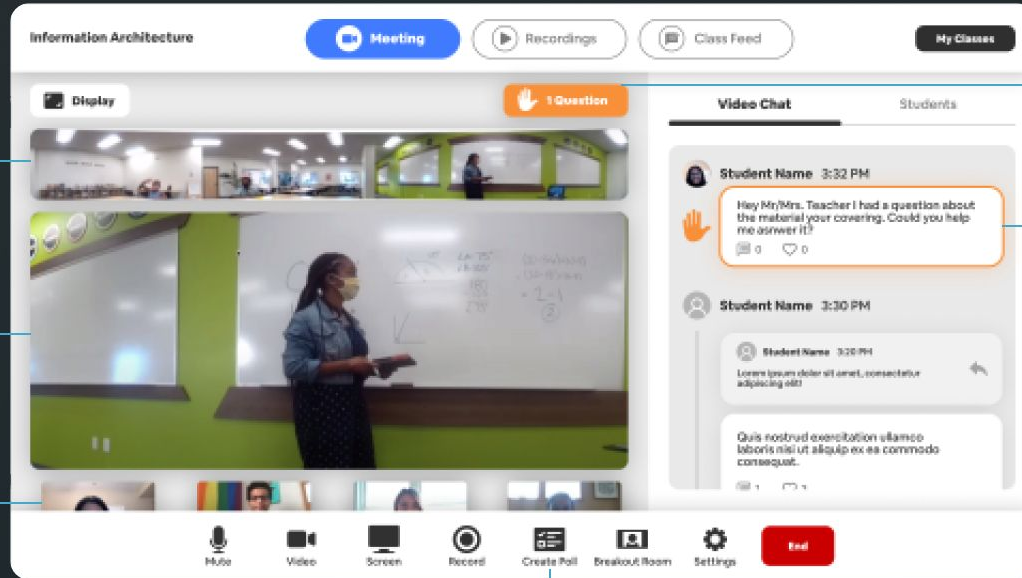 Information Architecture
Meeting
Recordings
Class Feed
My Classes
Display
1 Question
Video Chat
Students
Student Name 3:32 PM
Hey Mr/Mrs. Teacher I had a question about
the material your covering. Could you help
me asnwer it?
0 0
Student Name 3:30 PM
Student Name 3:20 PM
Lorem ipsum dolor sit amet, consectetur
adipiscing elit!
Quis nostrud exercitation ullamco
laboris nisi ut aliquip ex ea commodo
consequat.
Mute
Video
Screen
Record
Create Poll
Breakout Room
Settings
End